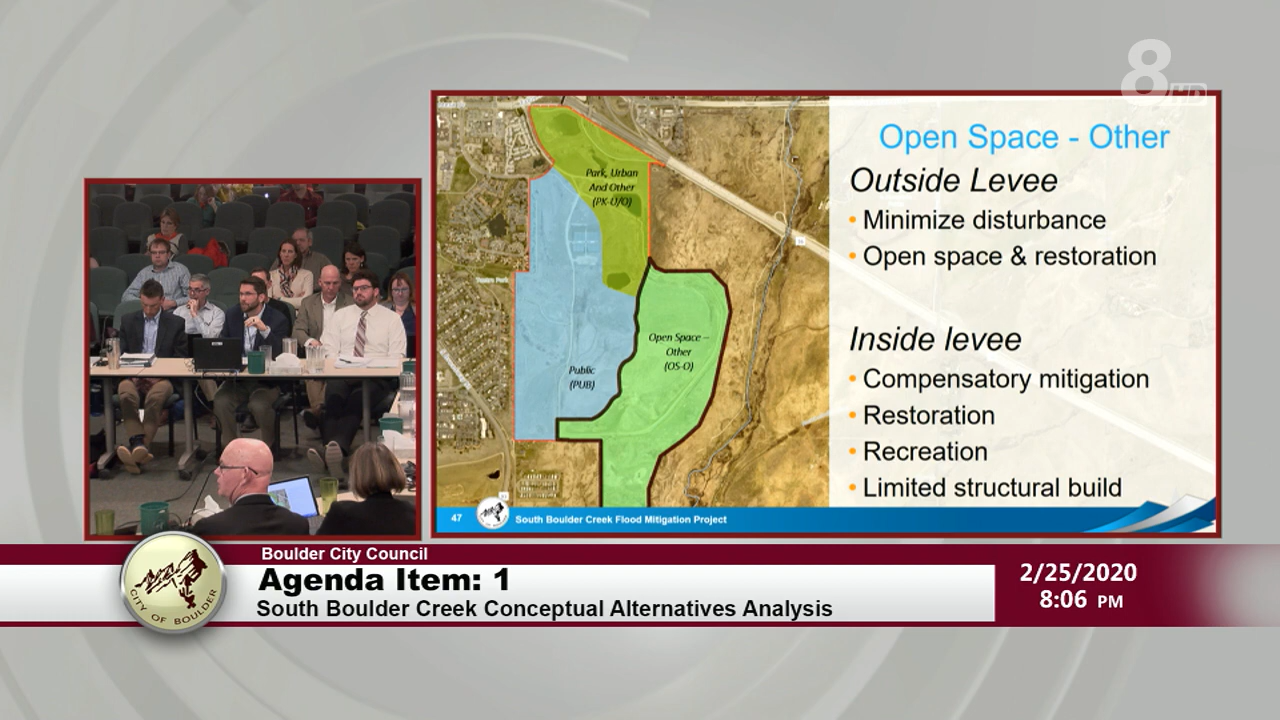 8
HD
Open Space - Other
Outside Levee
• Minimize disturbance
• Open space & restoration
Inside levee
• Compensatory mitigation
• Restoration
• Recreation
• Limited structural build
Park, Urban
And Other
(PK-U/O)
Open Space –
Other
(OS-O)
Public
(PUB)
47
South Boulder Creek Flood Mitigation Project
Boulder City Council
Agenda Item: 1
South Boulder Creek Conceptual Alternatives Analysis
2/25/2020
8:06 PM
CITY OF BOULDER